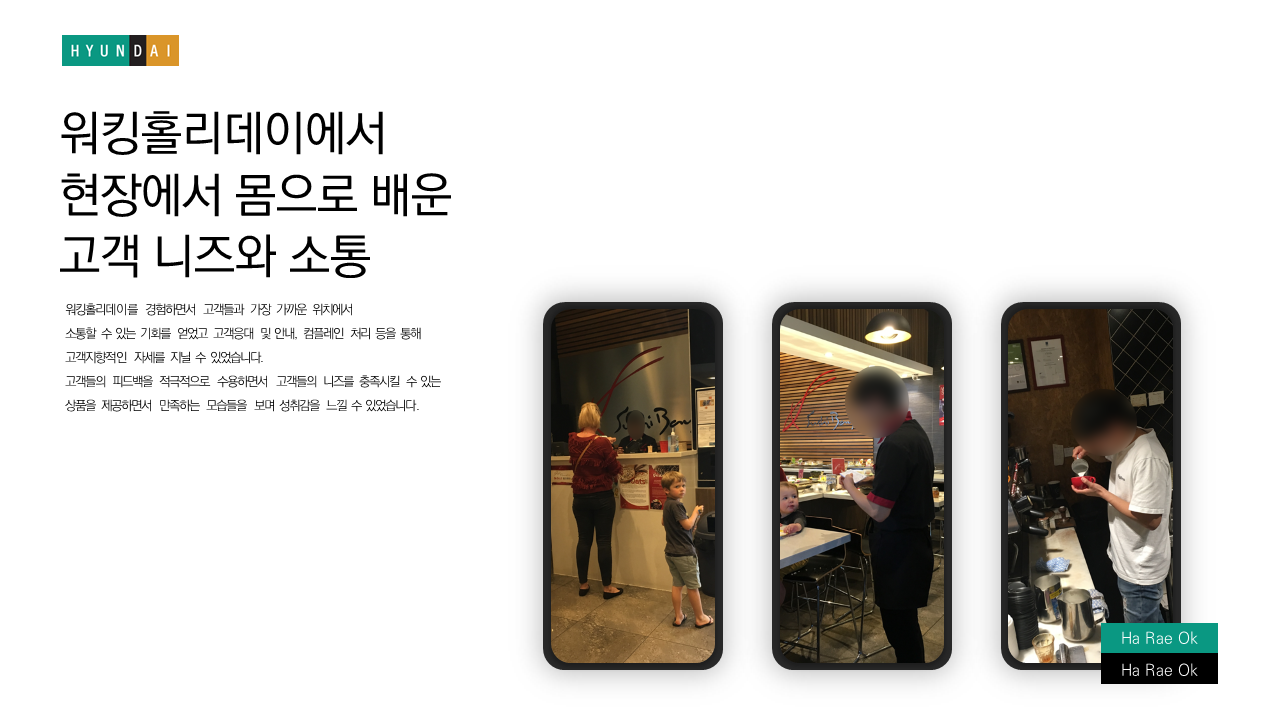 HYUNDAI
워킹홀리데이에서
현장에서 몸으로 배운
고객 니즈와 소통
워킹홀리데이를 경험하면서 고객들과 가장 가까운 위치에서
소통할 수 있는 기회를 얻었고 고객응대 및 안내, 컴플레인 처리 등을 통해
고객지향적인 자세를 지닐 수 있었습니다.
고객들의 피드백을 적극적으로 수용하면서 고객들의 니즈를 충족시킬 수 있는
상품을 제공하면서 만족하는 모습들을 보며 성취감을 느낄 수 있었습니다.
Sushi Bar
Ha Rae Ok
Ha Rae Ok